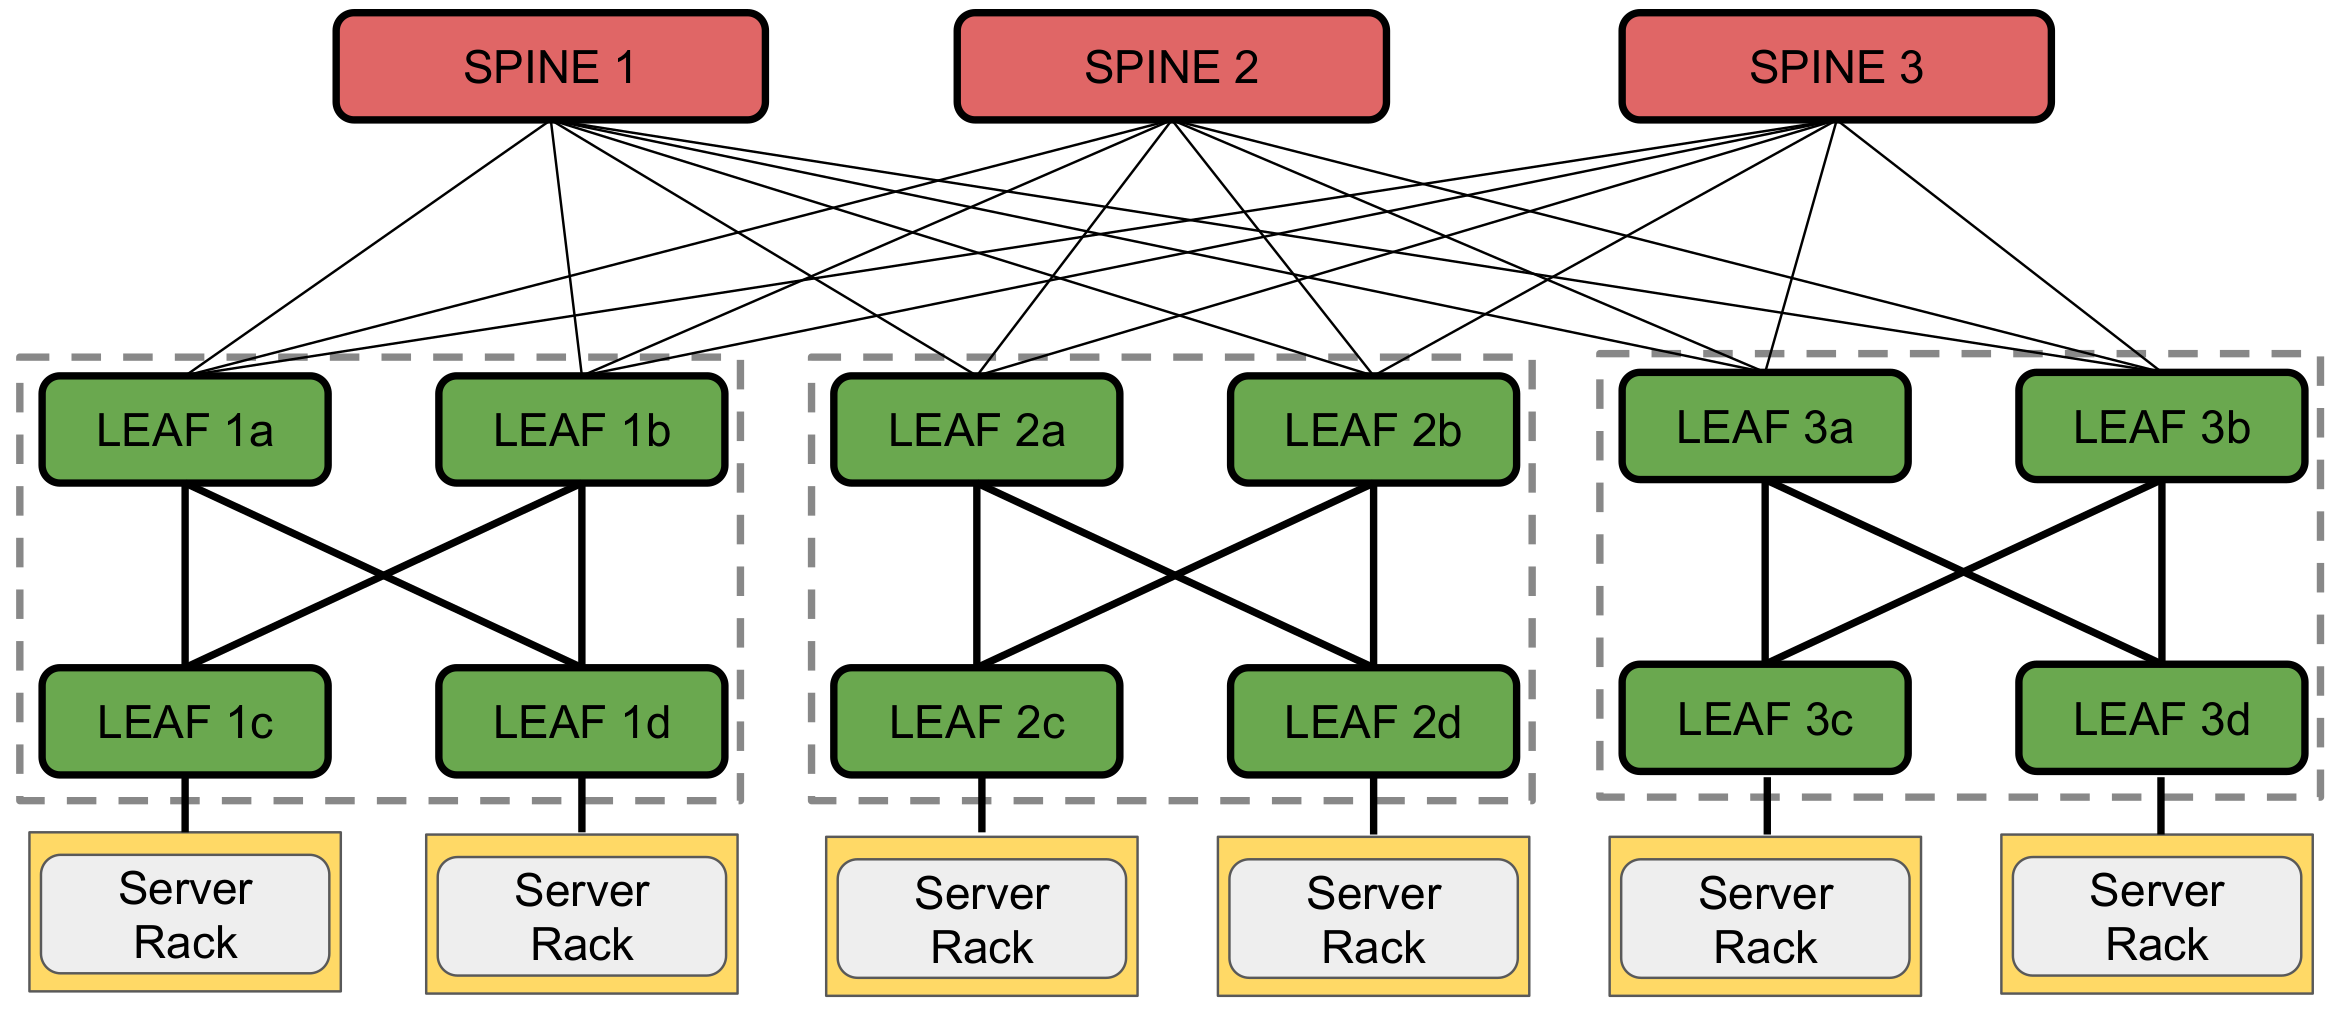 SPINE 1
SPINE 2
SPINE 3
LEAF 1a
LEAF 1b
LEAF 2a
LEAF 2b
LEAF 3a
LEAF 3b
LEAF 1c
LEAF 1d
LEAF 2c
LEAF 2d
LEAF 3c
LEAF 3d
Server
Rack
Server
Rack
Server
Rack
Server
Rack
Server
Rack
Server
Rack